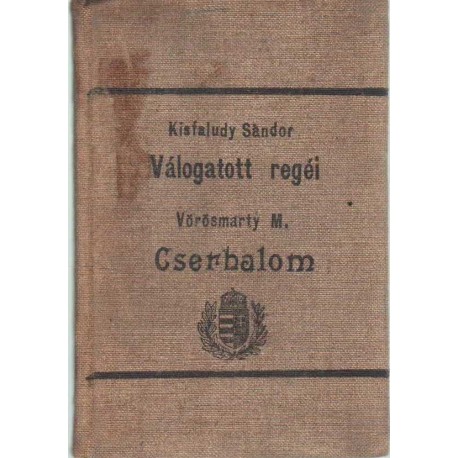 Kisfaludy Sándor
Válogatott regéi
Vörösmarty M.
Cserhalom